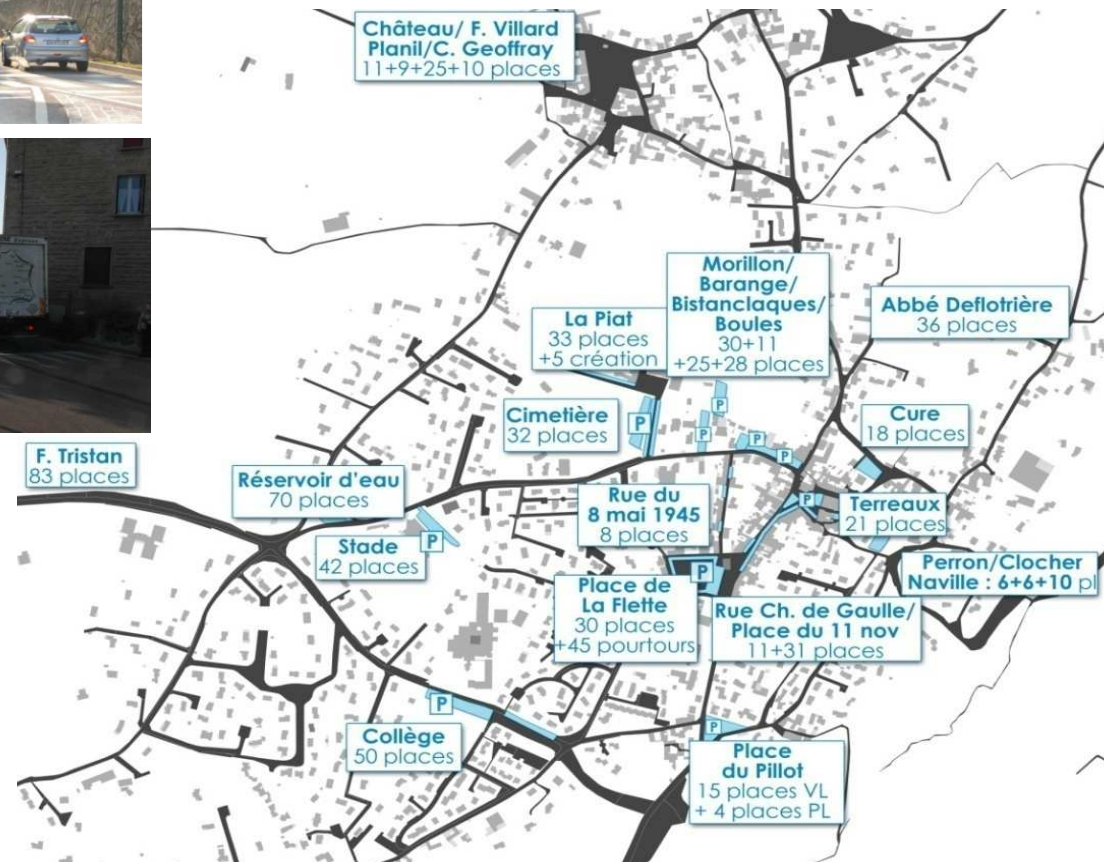 Château/ F. Villard
Planil/C. Geoffray
11+9+25+10 places
Morillon/
Barange/
Bistanclaques/
Boules
30+11
+25+28 places
La Piat
33 places
+5 création
Abbé Deflotrière
36 places
Cimetière
32 places
Cure
18 places
F. Tristan
83 places
Réservoir d'eau
70 places
Rue du
8 mai 1945
8 places
Terreaux
21 places
Stade
42 places
Perron/Clocher
Naville : 6+6+10 pl
Place de
La Flette
30 places
+45 pourtours
Rue Ch. de Gaulle/
Place du 11 nov
11+31 places
Collège
50 places
Place
du Pillot
15 places VL
+ 4 places PL
P
P
P
P
P
P
P
P
P
P